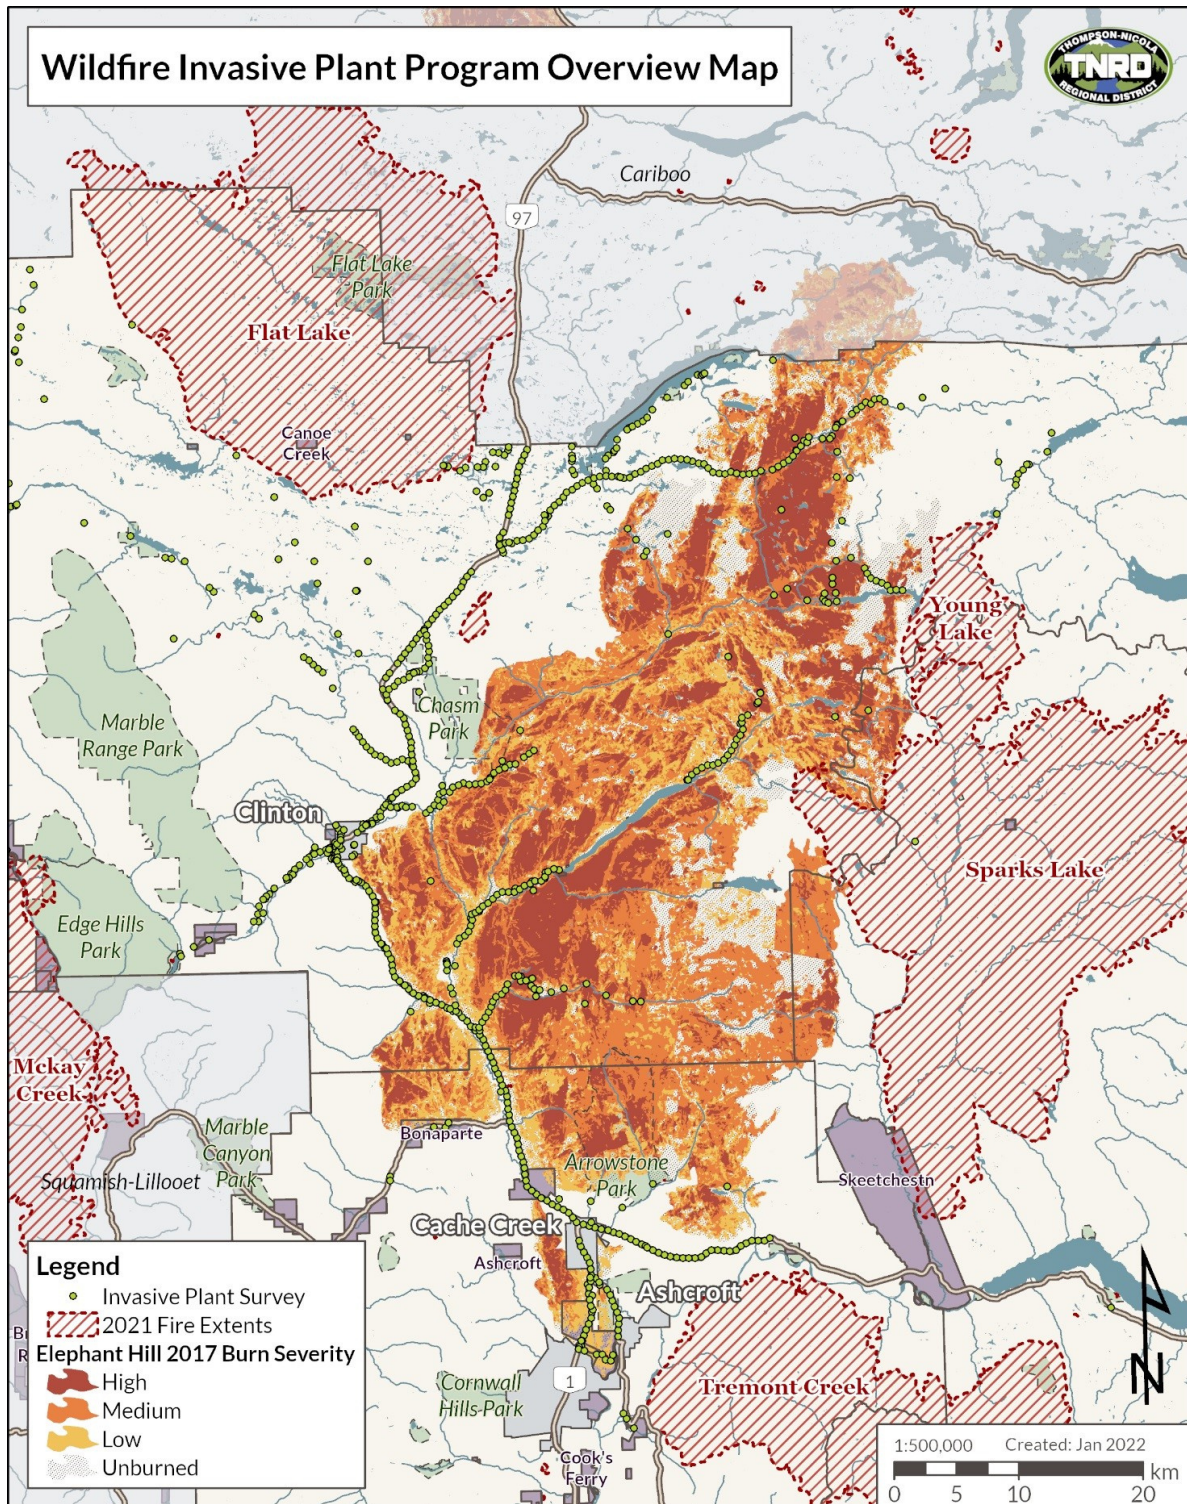 Wildfire Invasive Plant Program Overview Map
THOMPSON-NICOLA
TNRD
REGIONAL DISTRICT
Cariboo
97
Flat Lake
Park
Flat Lake
Canoe
Creek
Young
Lake
Chasm
Park
Marble
Range Park
Clinton
Sparks Lake
Edge Hills
Park
Mckay
Creek
Marble
Canyon
Park
Bonaparte
Arrowstone
Park
Squamish-Lillooet
Skeetchestn
Cache Creek
Ashcroft
Ashcroft
Legend
Invasive Plant Survey
2021 Fire Extents
Elephant Hill 2017 Burn Severity
High
Medium
Low
Unburned
1
Cornwall
Hills-Park
Tremont Creek
Cook's
Ferry
N
1:500,000
Created: Jan 2022
km
0
5
10
20